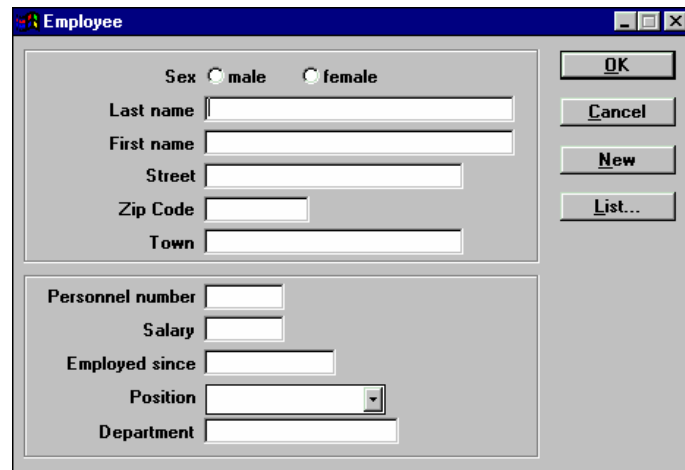 Employee
Sex male female
Last name
First name
Street
Zip Code
Town
Personnel number
Salary
Employed since
Position
Department
OK
Cancel
New
List...